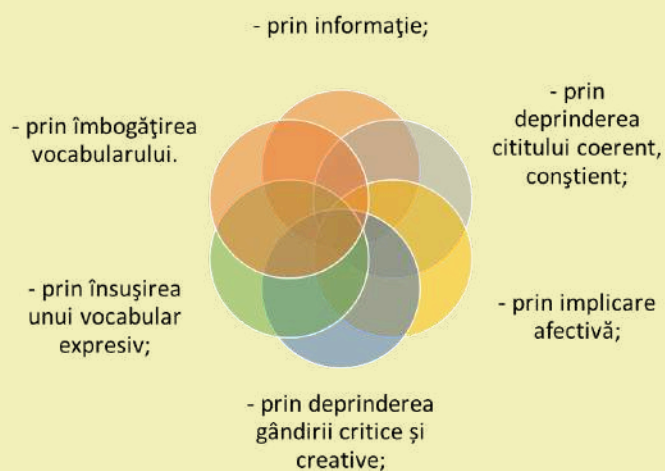 - prin informaţie;
- prin
deprinderea
cititului coerent,
conştient;
- prin implicare
afectivă;
- prin deprinderea
gândirii critice și
creative;
- prin însuşirea
unui vocabular
expresiv;
- prin îmbogăţirea
vocabularului.